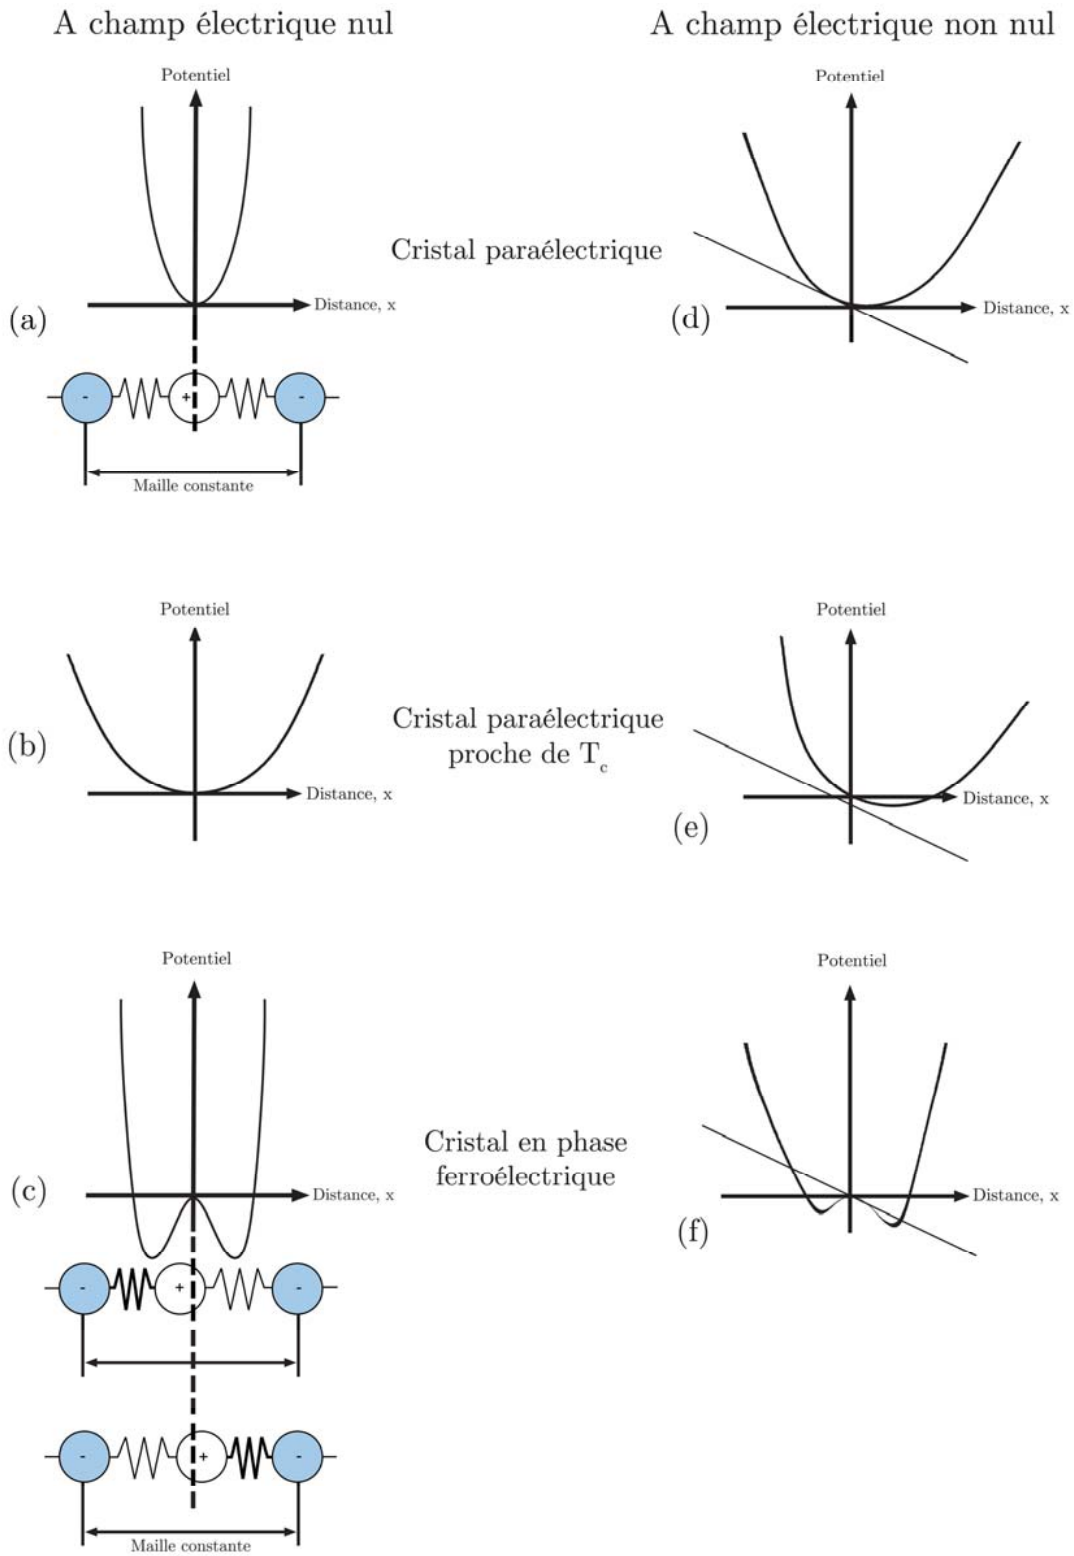 A champ électrique nul
A champ électrique non nul
Potentiel
Potentiel
Cristal paraélectrique
(a)
Distance, x
(d)
Distance, x
-
+
-
Maille constante
Potentiel
Potentiel
(b)
Cristal paraélectrique
proche de Tc
Distance, x
(e)
Distance, x
Potentiel
Potentiel
Cristal en phase
ferroélectrique
(c)
Distance, x
(f)
Distance, x
-
+
-
-
+
-
Maille constante